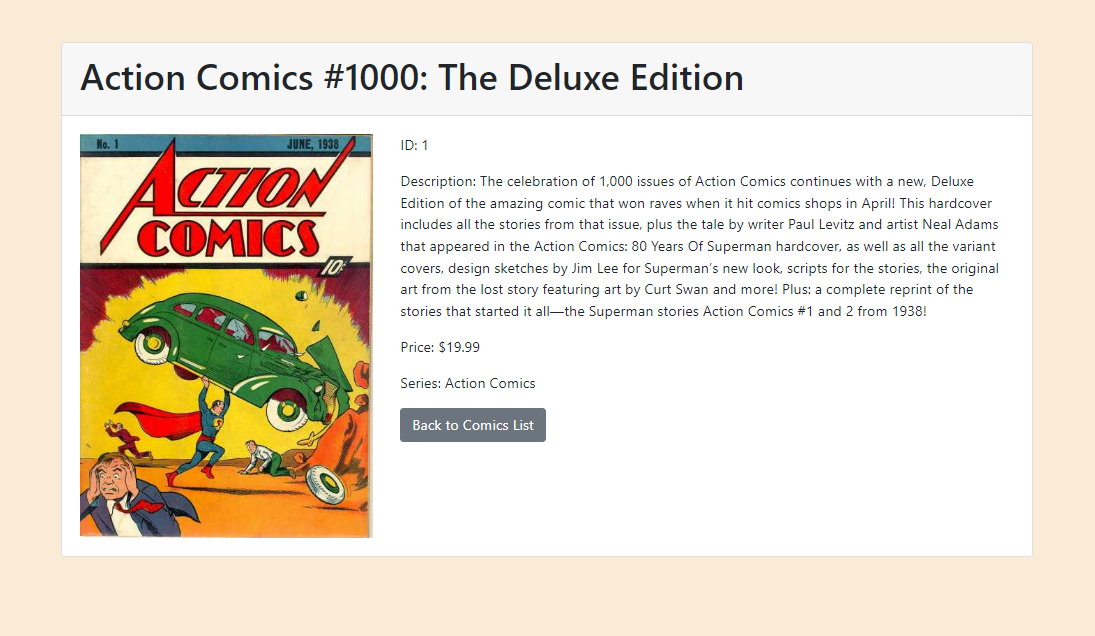 Action Comics #1000: The Deluxe Edition
No. 1
JUNE, 1938
ACTION
COMICS
10¢
ID: 1
Description: The celebration of 1,000 issues of Action Comics continues with a new, Deluxe
Edition of the amazing comic that won raves when it hit comics shops in April! This hardcover
includes all the stories from that issue, plus the tale by writer Paul Levitz and artist Neal Adams
that appeared in the Action Comics: 80 Years Of Superman hardcover, as well as all the variant
covers, design sketches by Jim Lee for Superman's new look, scripts for the stories, the original
art from the lost story featuring art by Curt Swan and more! Plus: a complete reprint of the
stories that started it all—the Superman stories Action Comics #1 and 2 from 1938!
Price: $19.99
Series: Action Comics
Back to Comics List